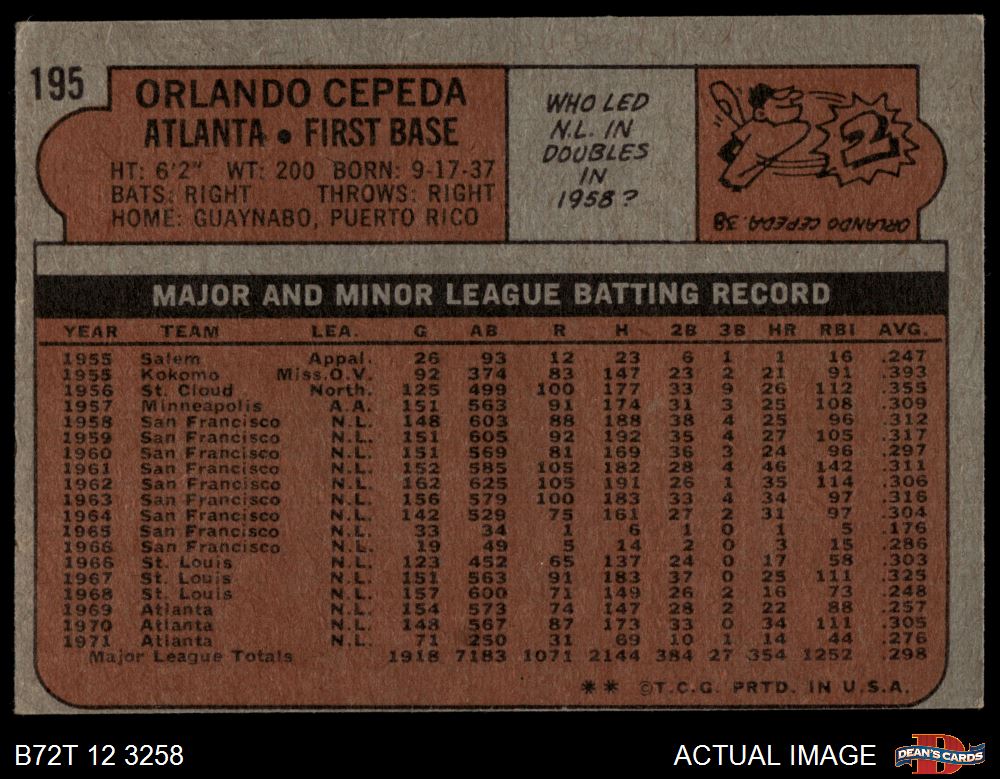 195
ORLANDO CEPEDA
ATLANTA • FIRST BASE
HT: 6'2" WT: 200 BORN: 9-17-37
BATS: RIGHT THROWS: RIGHT
HOME: GUAYNABO, PUERTO RICO
WHO LED
N.L. IN
DOUBLES
IN
1958?
2
ORLANDO CEPEDA. 38
MAJOR AND MINOR LEAGUE BATTING RECORD
YEAR TEAM LEA. G AB R H 2B 3B HR RBI AVG.
1955 Salem Appal. 26 93 12 23 6 1 1 16 .247
1955 Kokomo Miss.O.V. 92 374 83 147 23 2 21 91 .393
1956 St. Cloud North. 125 499 100 177 33 9 26 112 .355
1957 Minneapolis A.A. 151 563 91 174 31 3 25 108 .309
1958 San Francisco N.L. 148 603 88 188 38 4 25 96 .312
1959 San Francisco N.L. 151 605 92 192 35 4 27 105 .317
1960 San Francisco N.L. 151 569 81 169 36 3 24 96 .297
1961 San Francisco N.L. 152 585 105 182 28 4 46 142 .311
1962 San Francisco N.L. 162 625 105 191 26 1 35 114 .306
1963 San Francisco N.L. 156 579 100 183 33 4 34 97 .316
1964 San Francisco N.L. 142 529 75 161 27 2 31 97 .304
1965 San Francisco N.L. 33 34 1 6 1 0 1 5 .176
1966 San Francisco N.L. 19 49 5 14 2 0 3 15 .286
1966 St. Louis N.L. 123 452 65 137 24 0 17 58 .303
1967 St. Louis N.L. 151 563 91 183 37 0 25 111 .325
1968 St. Louis N.L. 157 600 71 149 26 2 16 73 .248
1969 Atlanta N.L. 154 573 74 147 28 2 22 88 .257
1970 Atlanta N.L. 148 567 87 173 33 0 34 111 .305
1971 Atlanta N.L. 71 250 31 69 10 1 14 44 .276
Major League Totals 1918 7183 1071 2144 384 27 354 1252 .298
** ©T.C.G. PRTD. IN U.S.A.
B72T 12 3258
ACTUAL IMAGE
DEAN'S CARDS